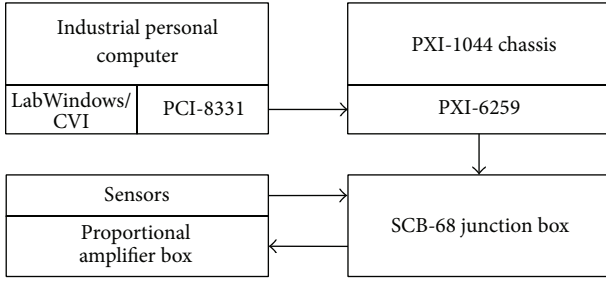 Industrial personal
computer
PXI-1044 chassis
LabWindows/
CVI
PCI-8331
PXI-6259
Sensors
Proportional
amplifier box
SCB-68 junction box